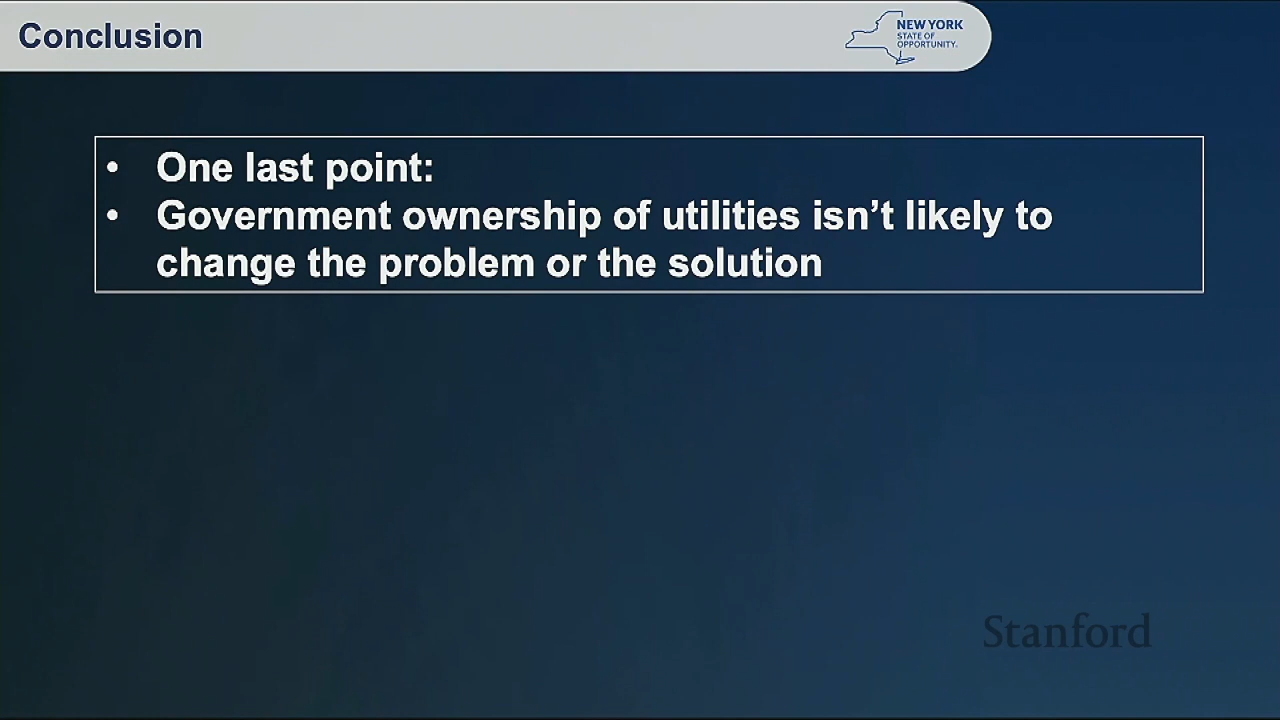 Conclusion
NEW YORK
STATE OF
OPPORTUNITY.
• One last point:
• Government ownership of utilities isn’t likely to
change the problem or the solution
Stanford